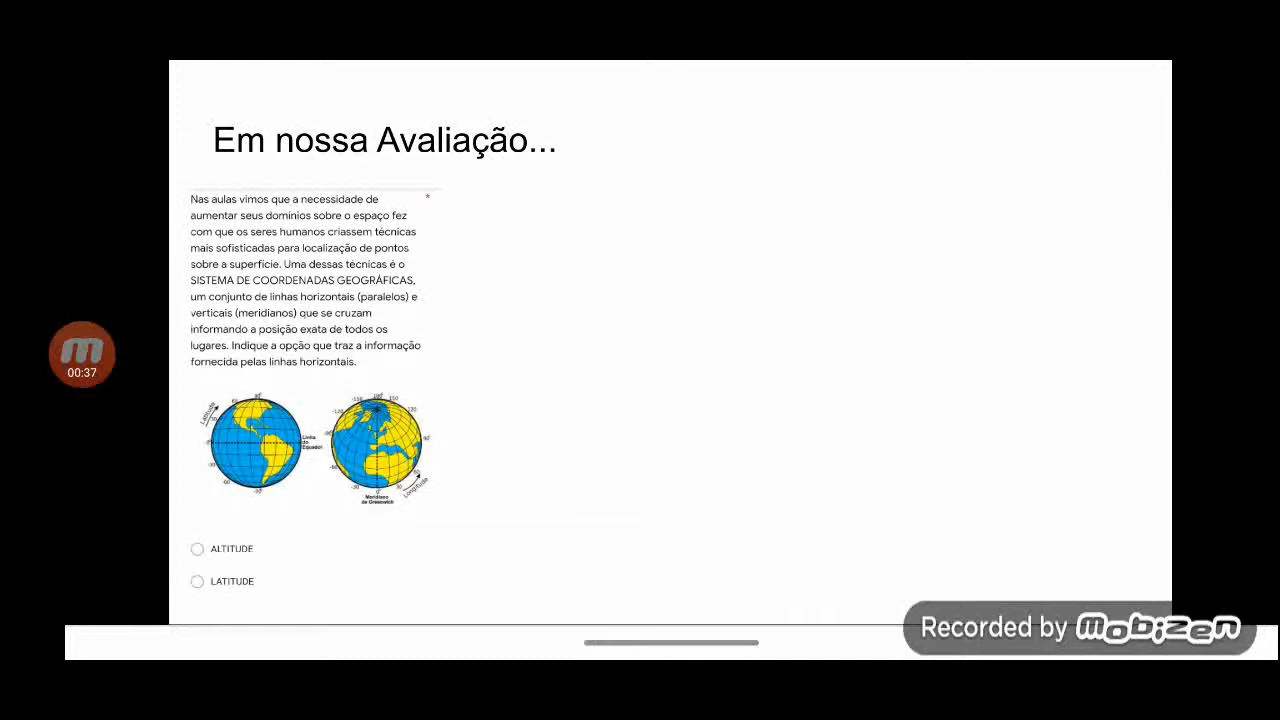 Em nossa Avaliação...
Nas aulas vimos que a necessidade de *
aumentar seus domínios sobre o espaço fez
com que os seres humanos criassem técnicas
mais sofisticadas para localização de pontos
sobre a superfície. Uma dessas técnicas é o
SISTEMA DE COORDENADAS GEOGRÁFICAS,
um conjunto de linhas horizontais (paralelos) e
verticais (meridianos) que se cruzam
informando a posição exata de todos os
lugares. Indique a opção que traz a informação
fornecida pelas linhas horizontais.
Latitude
Linha
do
Equador
Longitude
Meridiano
de Greenwich
ALTITUDE
LATITUDE
00:37
Recorded by Mobizen